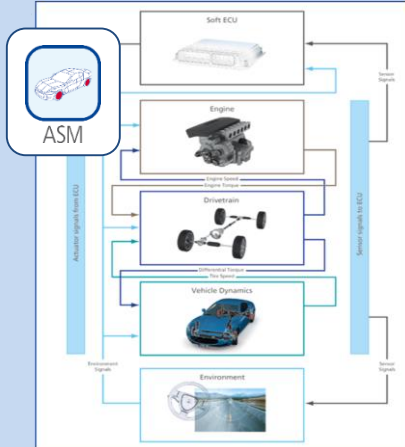 Soft ECU
ASM
Sensor
Signals
Engine
Engine Speed
Engine Torque
Actuator signals from ECU
Sensor signals to ECU
Drivetrain
Differential Torque
Tire Speed
Vehicle Dynamics
Environment
Signals
Sensor
Signals
Environment